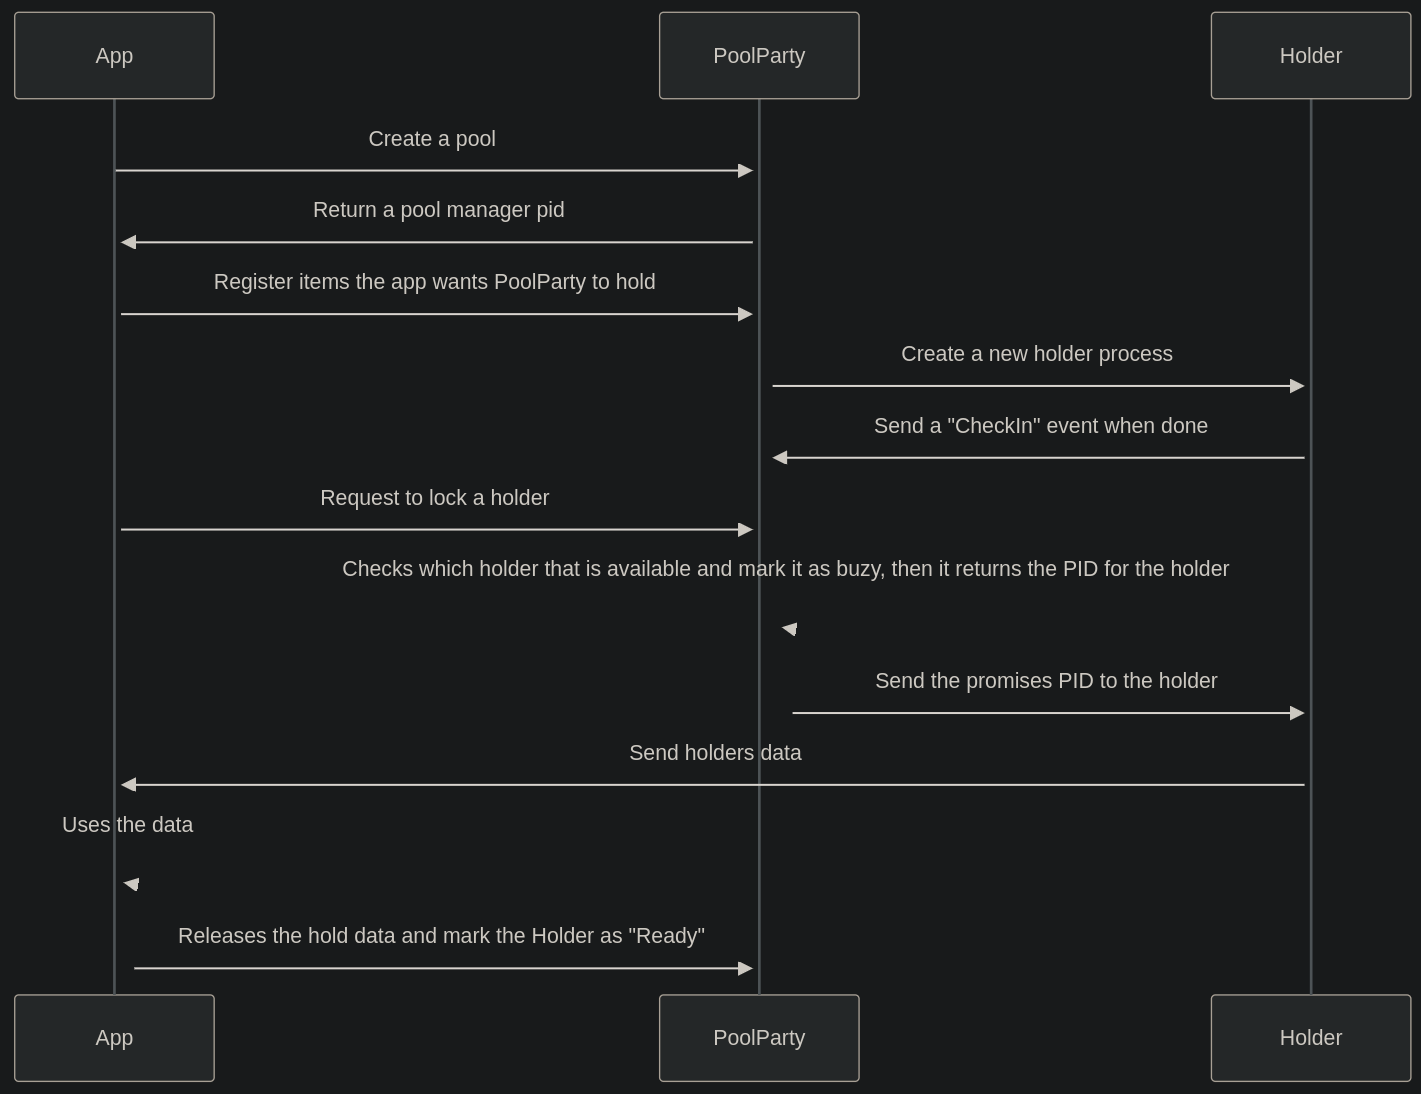 App
PoolParty
Holder
Create a pool
Return a pool manager pid
Register items the app wants PoolParty to hold
Create a new holder process
Send a "CheckIn" event when done
Request to lock a holder
Checks which holder that is available and mark it as buzy, then it returns the PID for the holder
Send the promises PID to the holder
Send holders data
Uses the data
Releases the hold data and mark the Holder as "Ready"
App
PoolParty
Holder